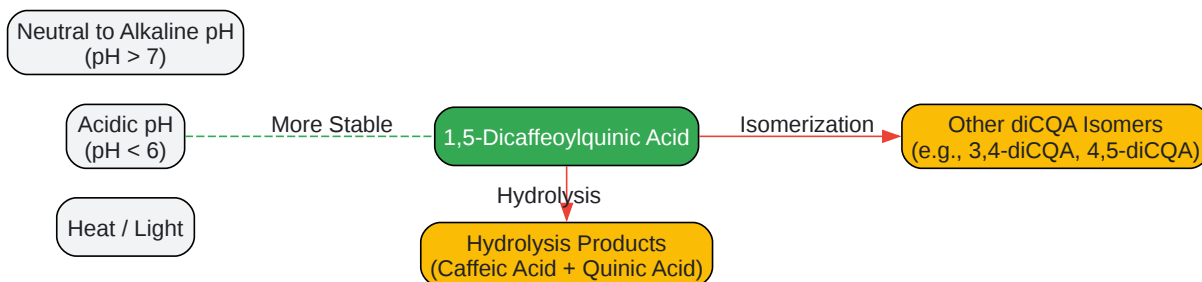 Neutral to Alkaline pH
(pH > 7)
Acidic pH
(pH < 6)
More Stable
1,5-Dicaffeoylquinic Acid
Isomerization
Other diCQA Isomers
(e.g., 3,4-diCQA, 4,5-diCQA)
Hydrolysis
Heat / Light
Hydrolysis Products
(Caffeic Acid + Quinic Acid)